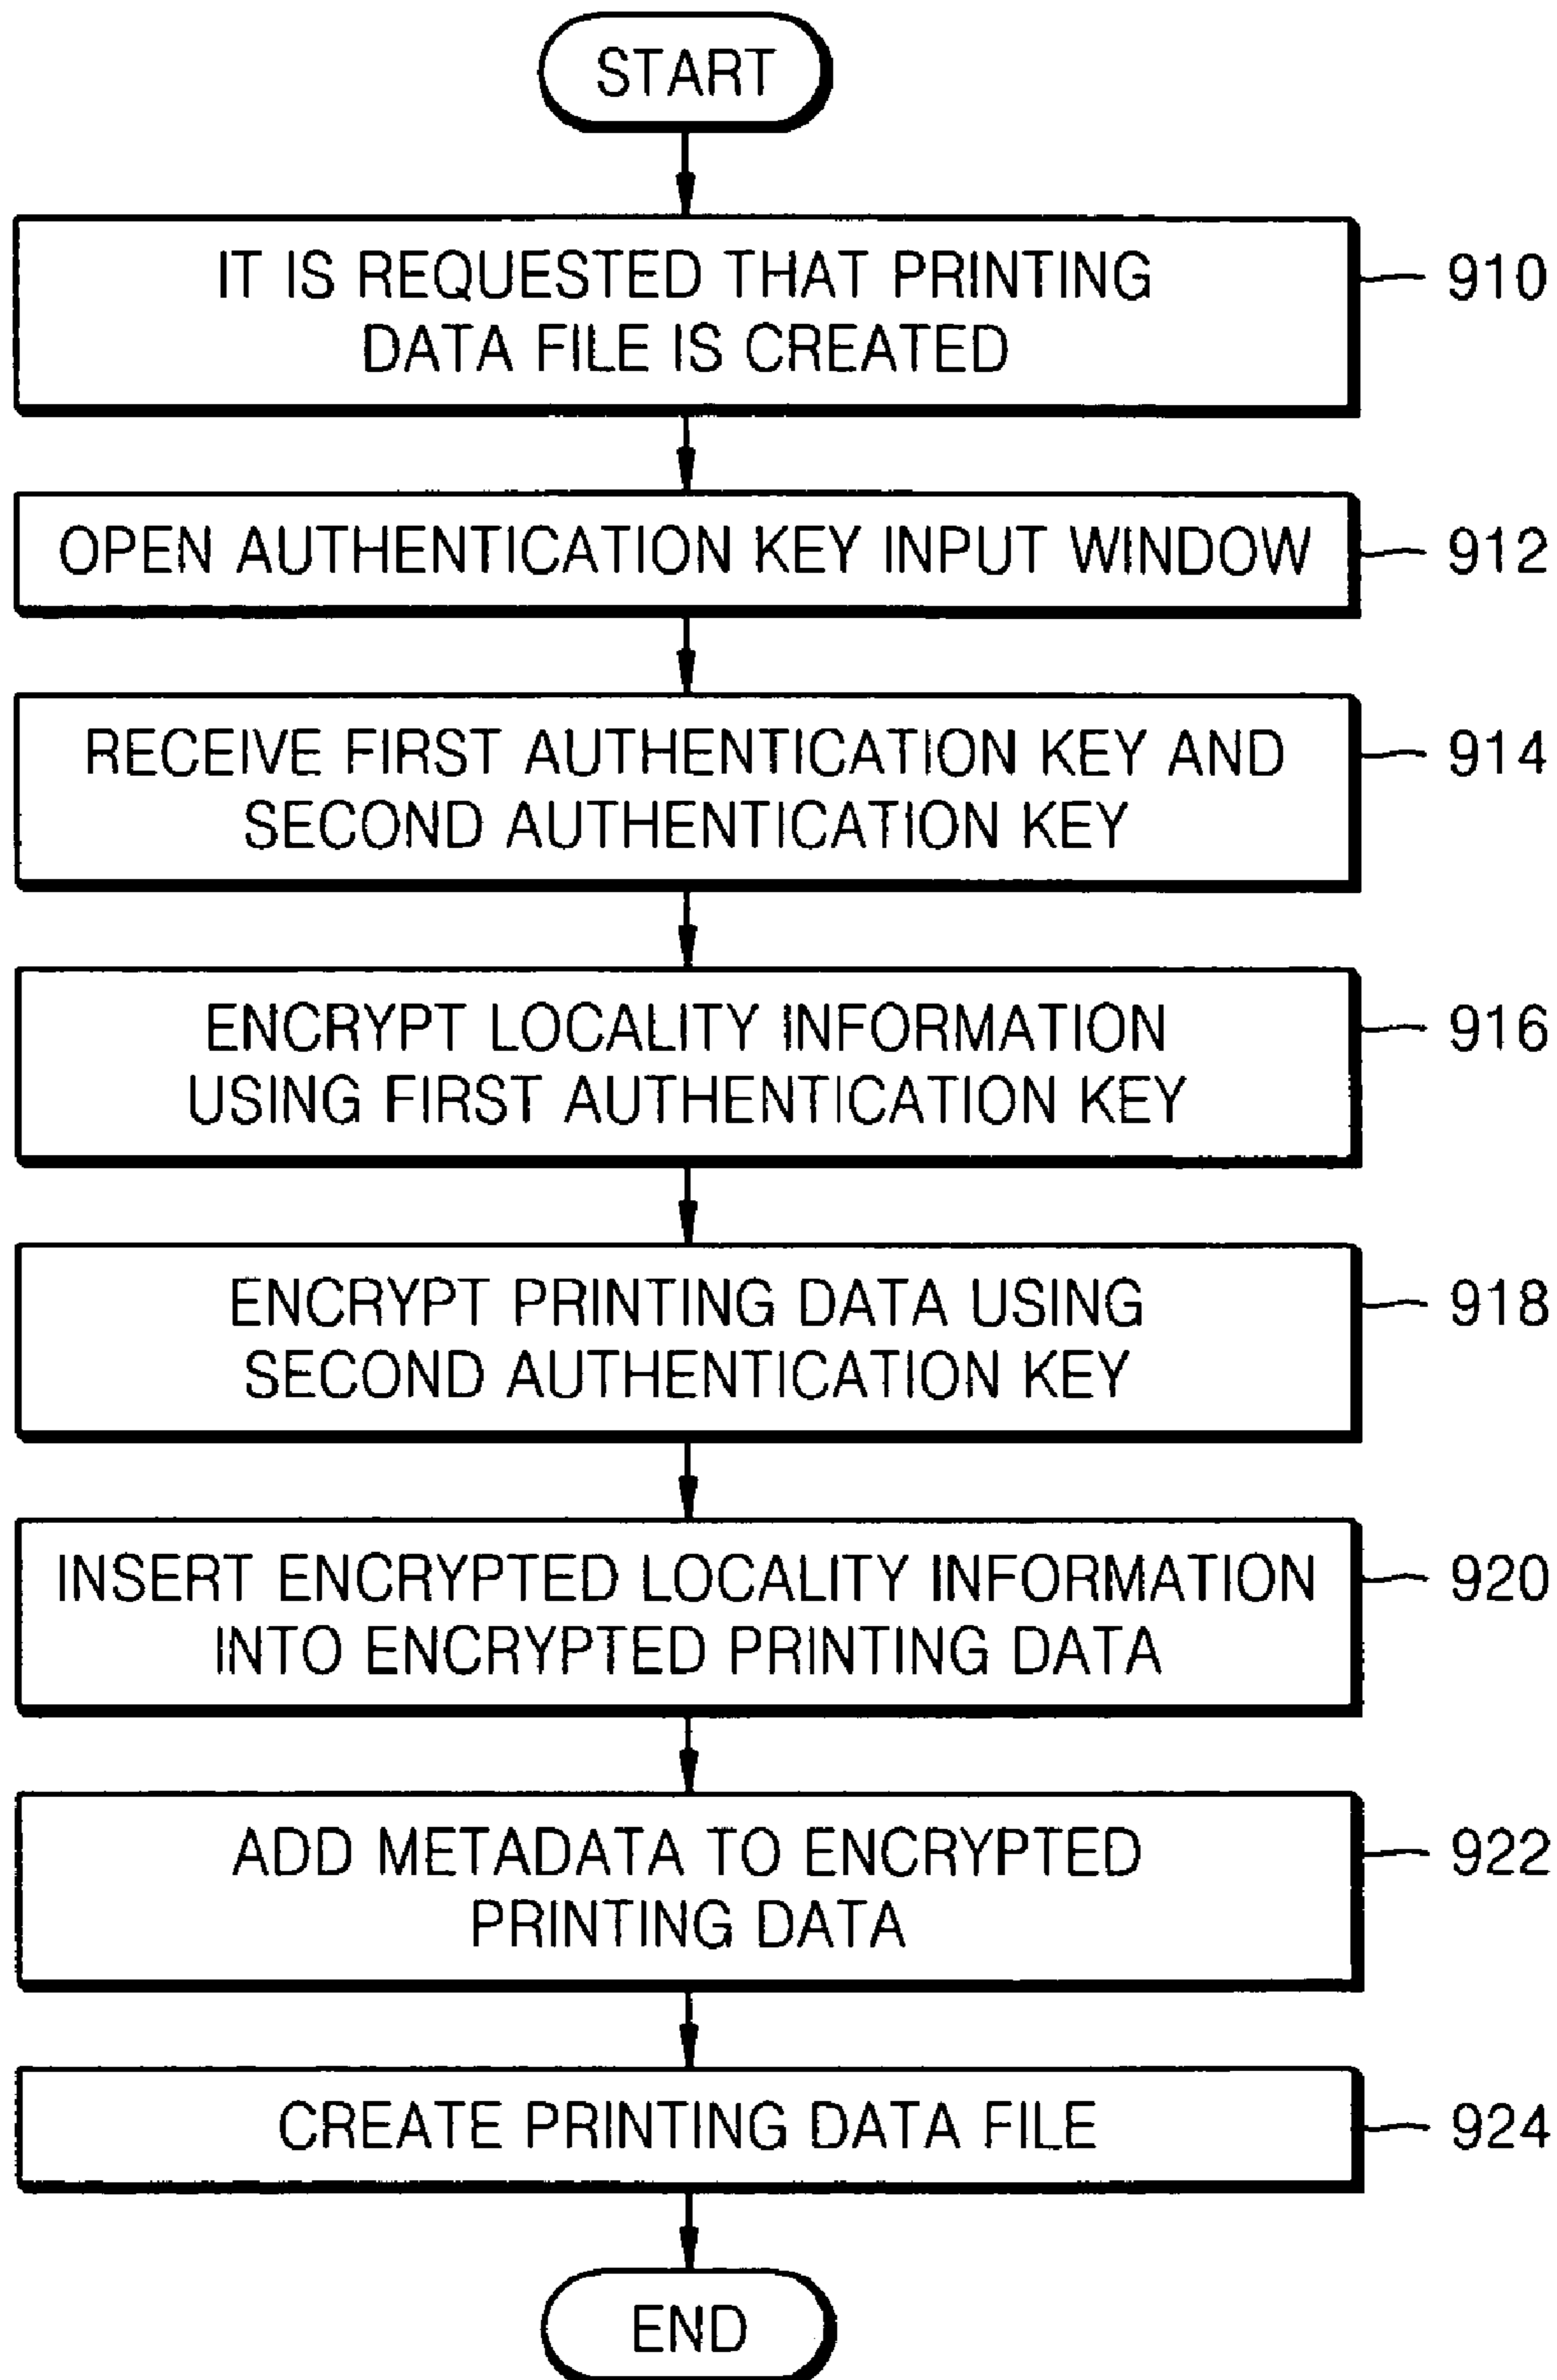 START
IT IS REQUESTED THAT PRINTING
DATA FILE IS CREATED
910
OPEN AUTHENTICATION KEY INPUT WINDOW
912
RECEIVE FIRST AUTHENTICATION KEY AND
SECOND AUTHENTICATION KEY
914
ENCRYPT LOCALITY INFORMATION
USING FIRST AUTHENTICATION KEY
916
ENCRYPT PRINTING DATA USING
SECOND AUTHENTICATION KEY
918
INSERT ENCRYPTED LOCALITY INFORMATION
INTO ENCRYPTED PRINTING DATA
920
ADD METADATA TO ENCRYPTED
PRINTING DATA
922
CREATE PRINTING DATA FILE
924
END